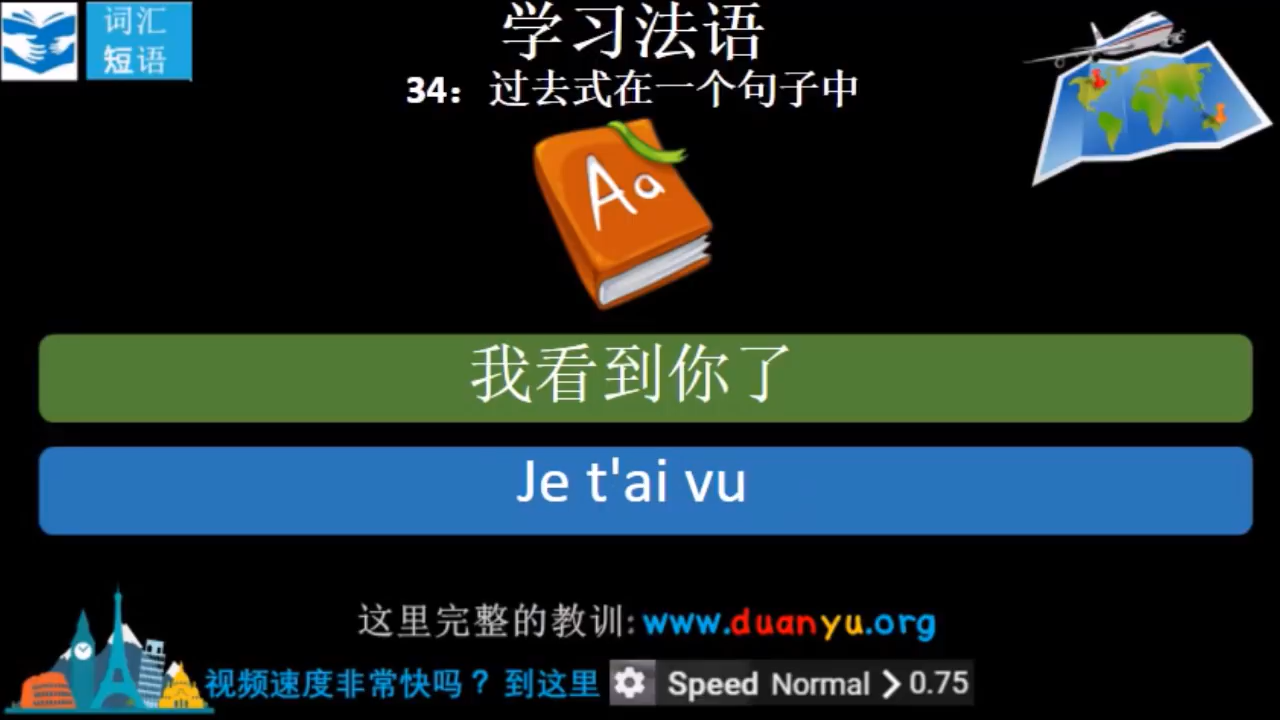 词汇
短语
学习法语
34：过去式在一个句子中
Aa
我看到你了
Je t'ai vu
这里完整的教训: www.duanyu.org
视频速度非常快吗？到这里 Speed Normal > 0.75